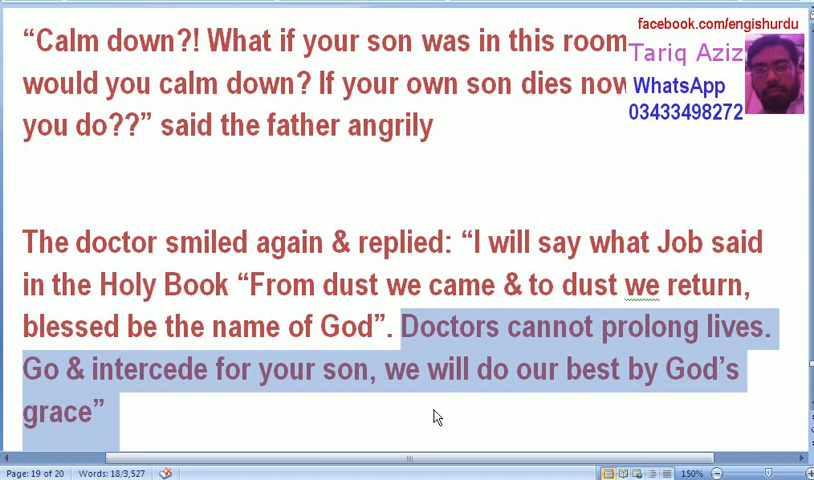 facebook.com/engishurdu
Tariq Aziz
WhatsApp
03433498272
“Calm down?! What if your son was in this room
would you calm down? If your own son dies now
you do??” said the father angrily
The doctor smiled again & replied: “I will say what Job said
in the Holy Book “From dust we came & to dust we return,
blessed be the name of God”. Doctors cannot prolong lives.
Go & intercede for your son, we will do our best by God’s
grace”
Page: 19 of 20 Words: 18/3,527 150%